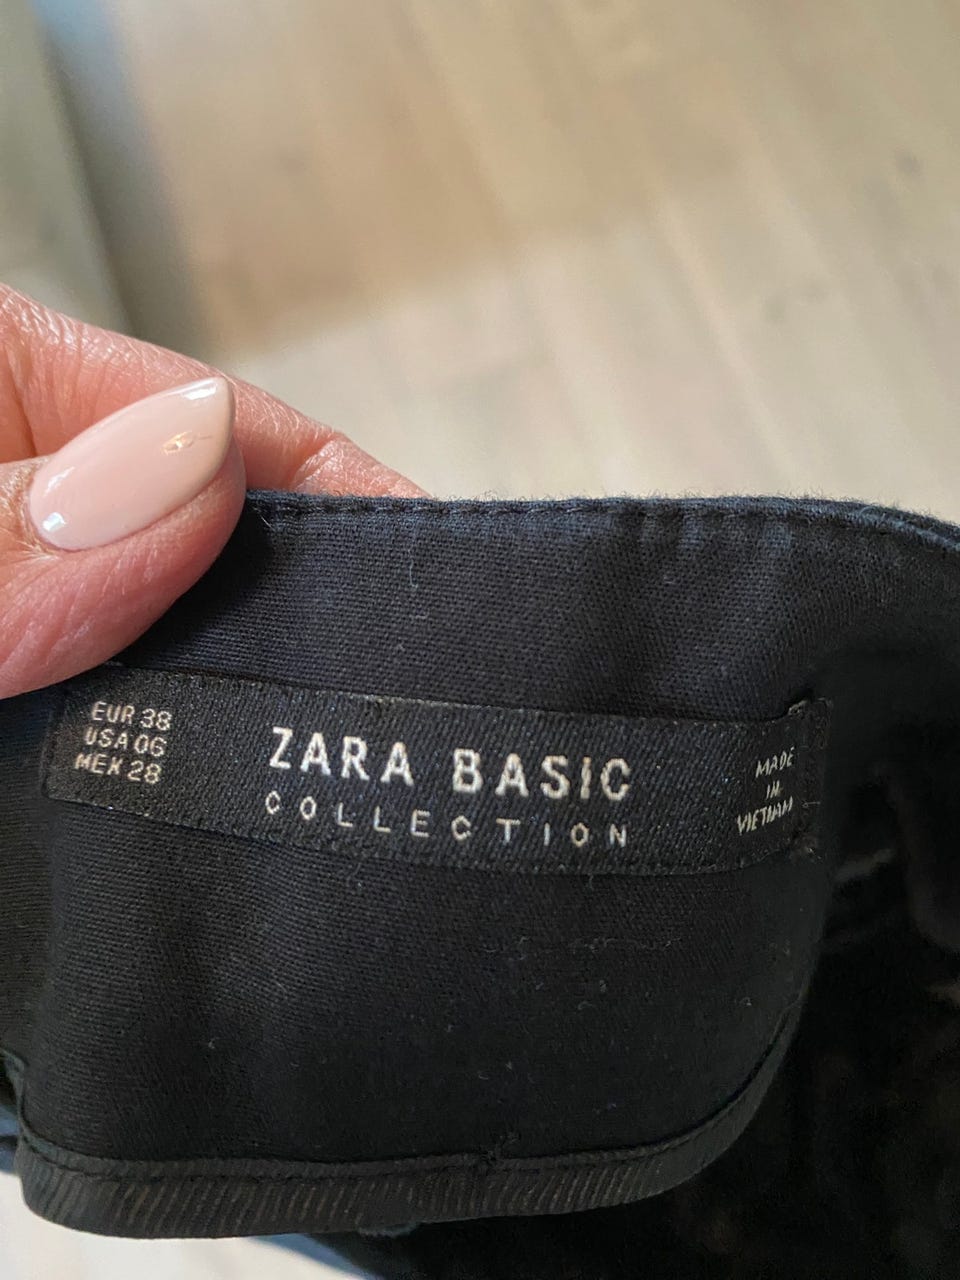 EUR 38
USA 06
MEX 28
ZARA BASIC
COLLECTION
MADE
IN
VIETNAM